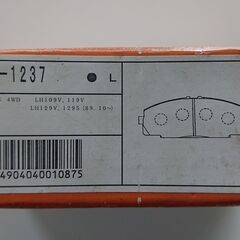 -1237 ● L
4WD LH109V, 119V
LH129V, 129S (89. 10~)
4904040010875